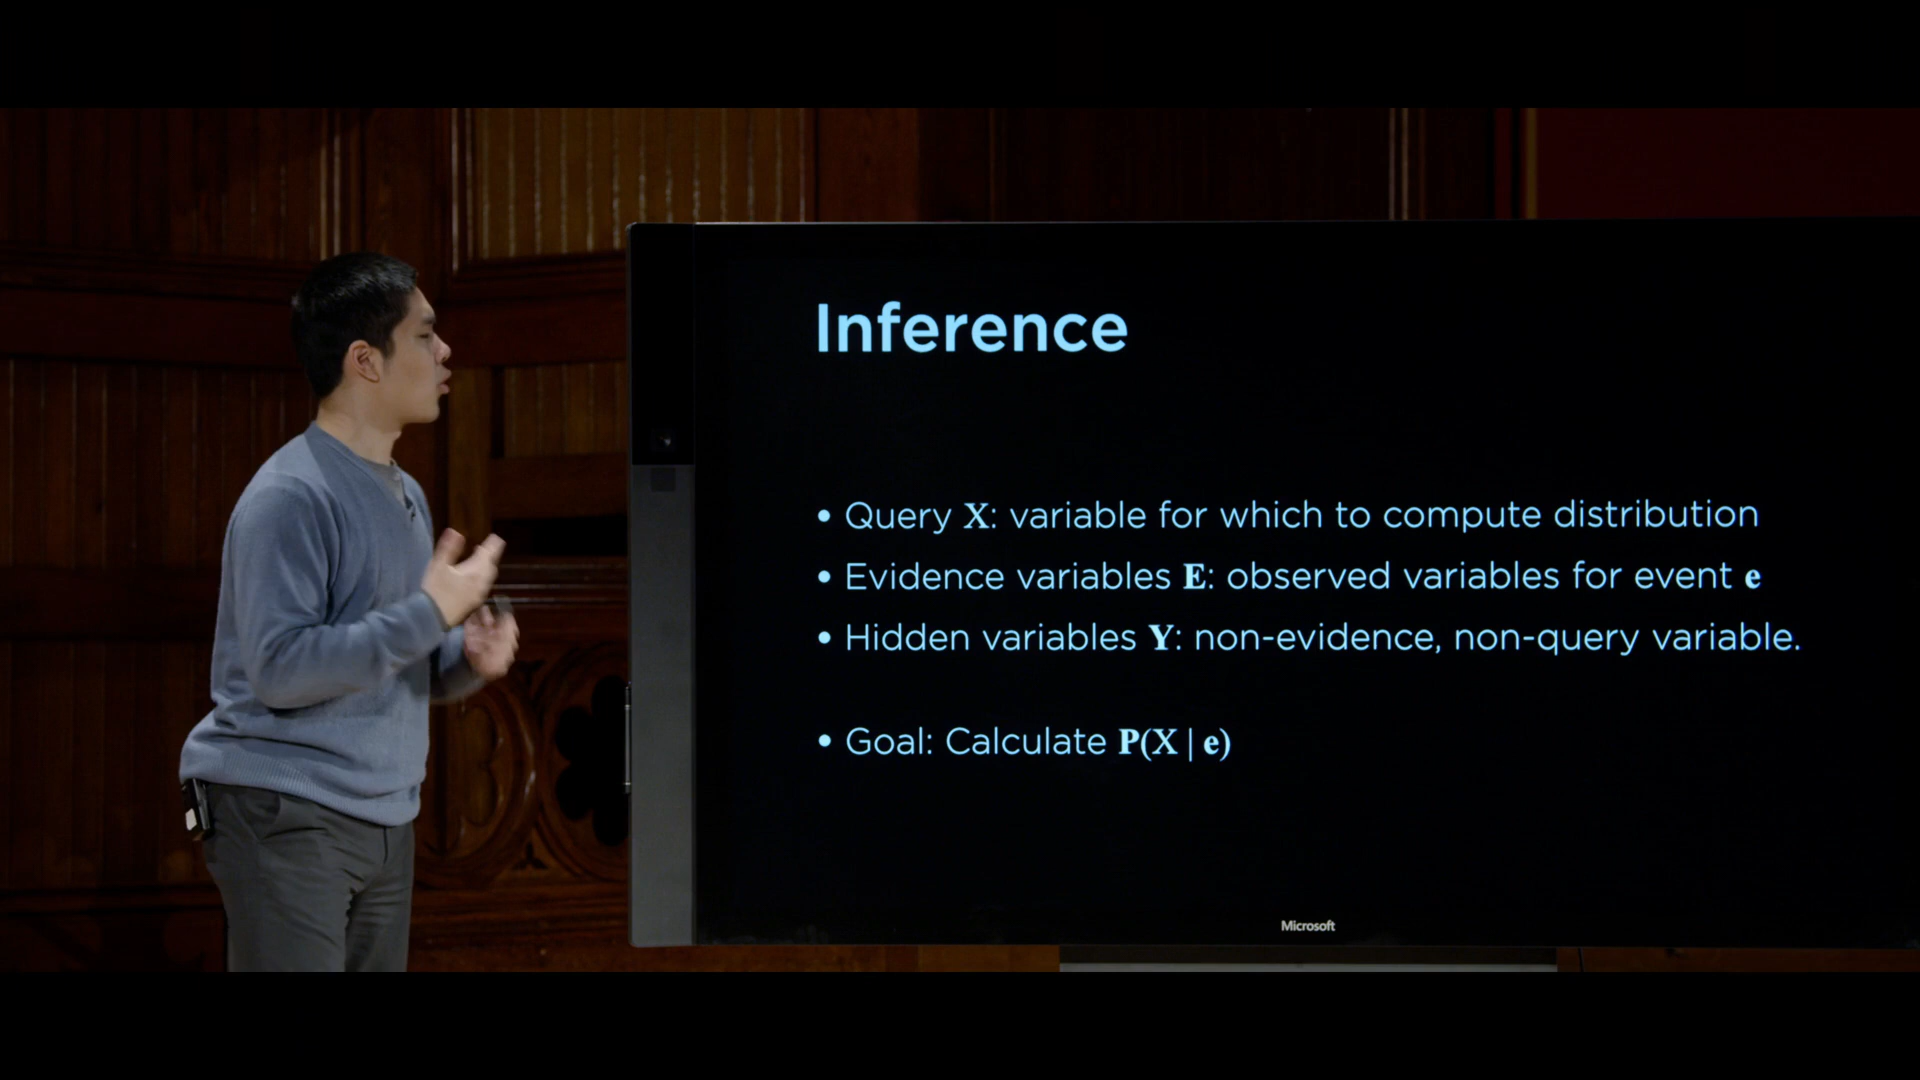 Inference
• Query X: variable for which to compute distribution
• Evidence variables E: observed variables for event e
• Hidden variables Y: non-evidence, non-query variable.
• Goal: Calculate P(X | e)
Microsoft